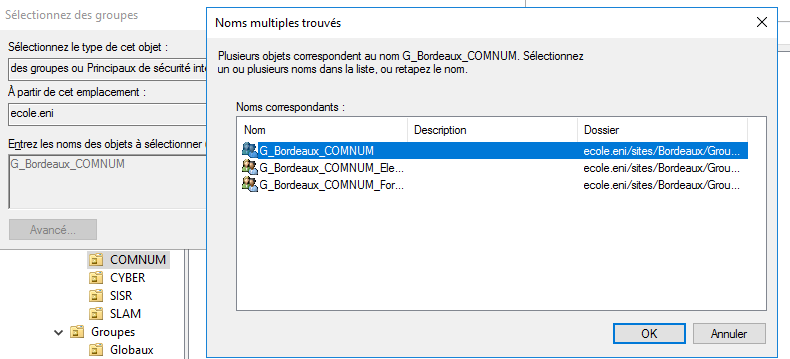 Sélectionnez des groupes
Sélectionnez le type de cet objet :
des groupes ou Principaux de sécurité inté
À partir de cet emplacement :
ecole.eni
Entrez les noms des objets à sélectionner
G_Bordeaux_COMNUM
Avancé...
COMNUM
CYBER
SISR
SLAM
Groupes
Globaux
Noms multiples trouvés
Plusieurs objets correspondent au nom G_Bordeaux_COMNUM. Sélectionnez
un ou plusieurs noms dans la liste, ou retapez le nom.
Noms correspondants :
Nom Description Dossier
G_Bordeaux_COMNUM ecole.eni/sites/Bordeaux/Grou...
G_Bordeaux_COMNUM_Ele... ecole.eni/sites/Bordeaux/Grou...
G_Bordeaux_COMNUM_For... ecole.eni/sites/Bordeaux/Grou...
OK Annuler